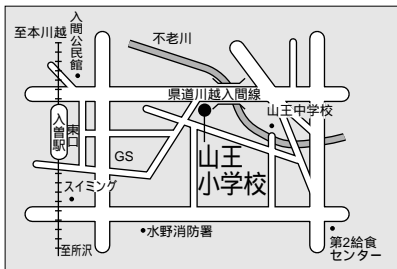 至本川越
入間公民館
不老川
県道川越入間線
山王中学校
入曽駅
東口
GS
山王
小学校
スイミング
水野消防署
至所沢
第2給食
センター